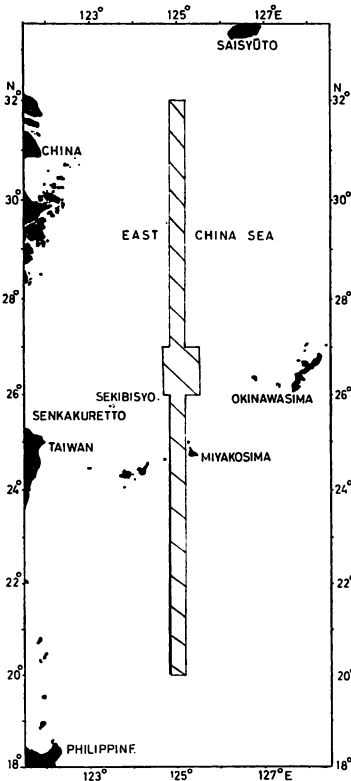 123° 125° 127°E
SAISYŪTO
N N
32° 32°
CHINA
30° 30°
EAST CHINA SEA
28° 28°
26° 26°
SEKIBISYO
OKINAWASIMA
SENKAKURETTO
TAIWAN
MIYAKOSIMA
24° 24°
22° 22°
20° 20°
PHILIPPINE
18° 18°
123° 125° 127°E